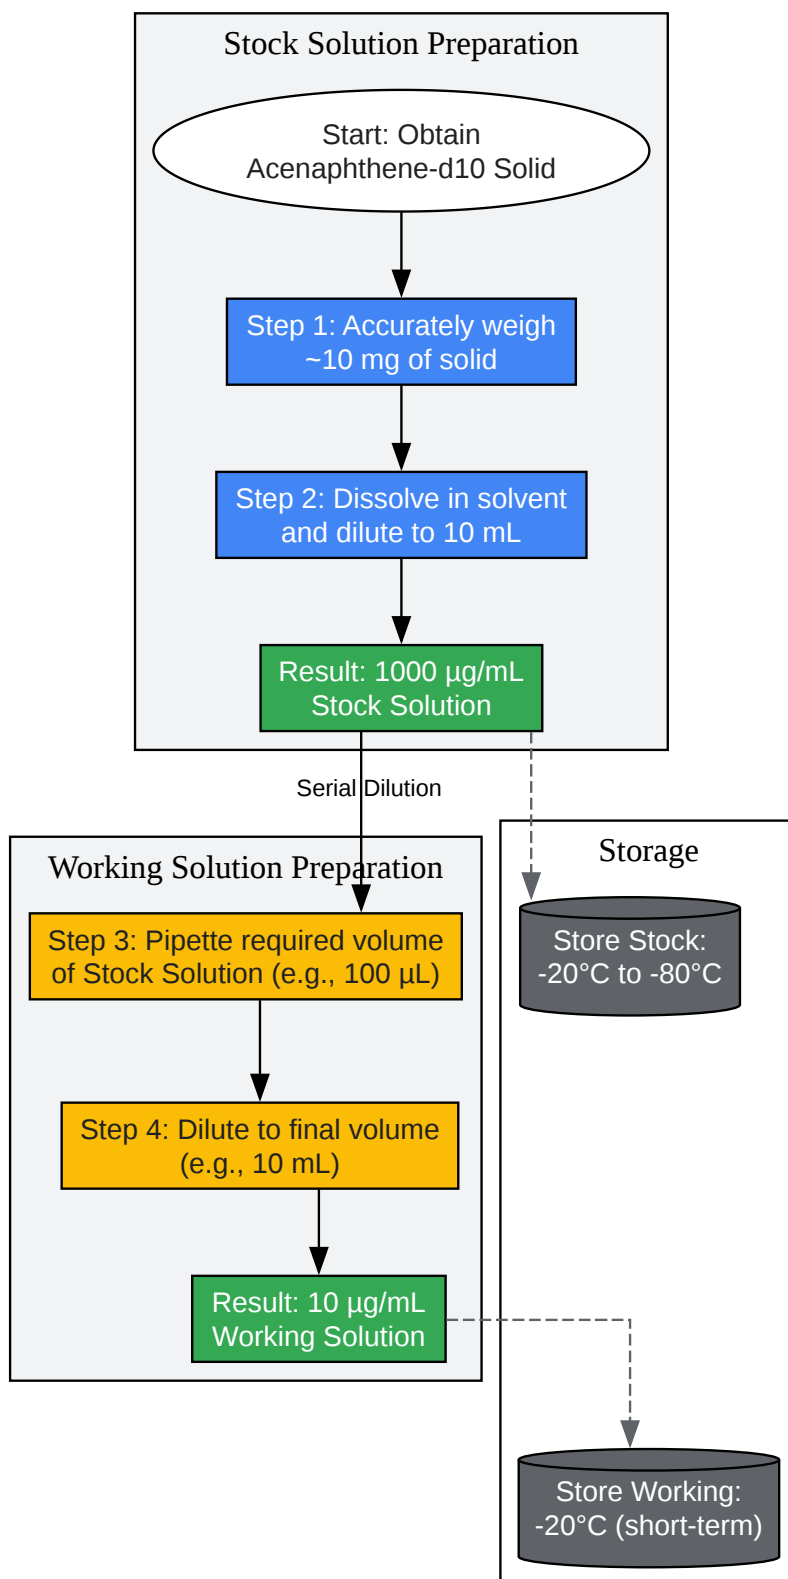 Stock Solution Preparation
Start: Obtain
Acenaphthene-d10 Solid
Step 1: Accurately weigh
~10 mg of solid
Step 2: Dissolve in solvent
and dilute to 10 mL
Result: 1000 µg/mL
Stock Solution
Serial Dilution
Working Solution Preparation
Step 3: Pipette required volume
of Stock Solution (e.g., 100 µL)
Step 4: Dilute to final volume
(e.g., 10 mL)
Result: 10 µg/mL
Working Solution
Storage
Store Stock:
-20°C to -80°C
Store Working:
-20°C (short-term)